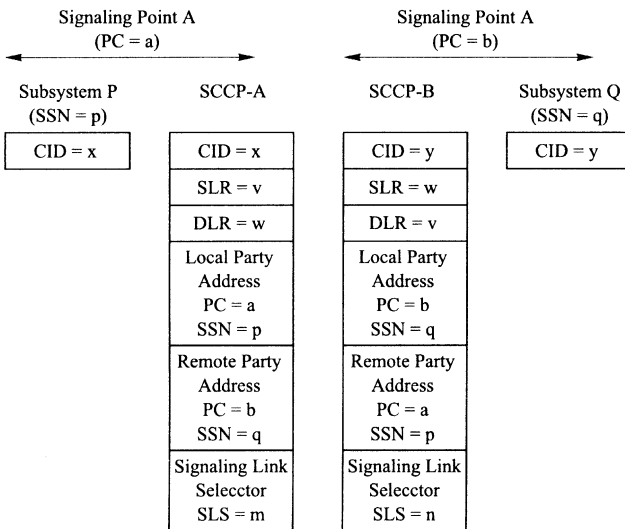 Signaling Point A
(PC = a)
Signaling Point A
(PC = b)
Subsystem P
(SSN = p)
SCCP-A
SCCP-B
Subsystem Q
(SSN = q)
CID = x
CID = x
CID = y
CID = y
SLR = v
SLR = w
DLR = w
DLR = v
Local Party
Address
PC = a
SSN = p
Local Party
Address
PC = b
SSN = q
Remote Party
Address
PC = b
SSN = q
Remote Party
Address
PC = a
SSN = p
Signaling Link
Selecctor
SLS = m
Signaling Link
Selecctor
SLS = n